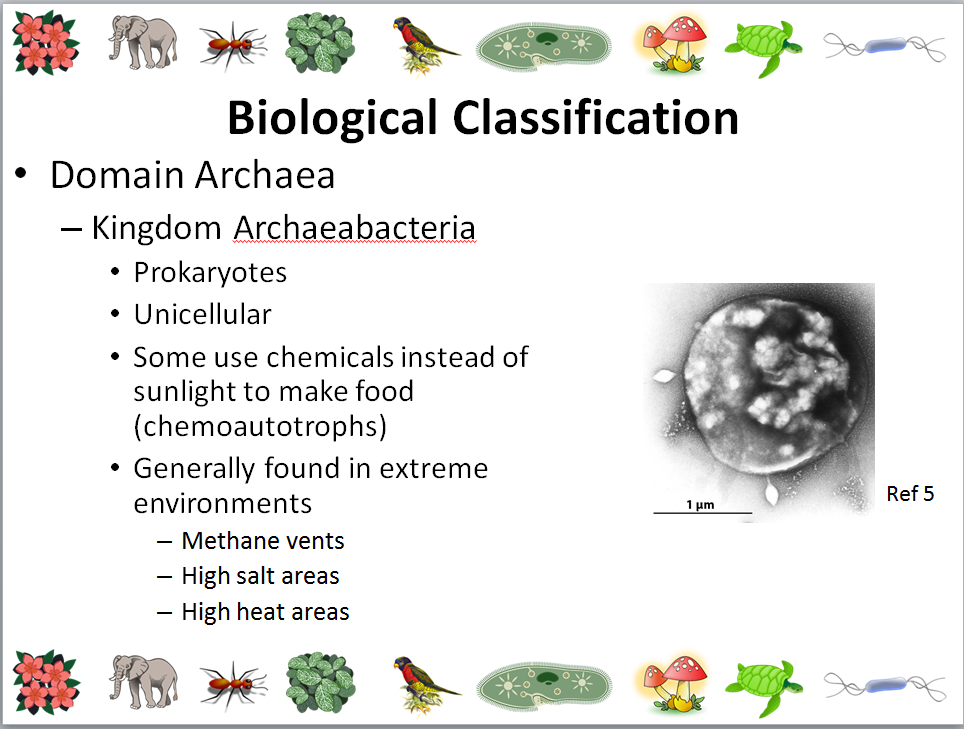 Biological Classification
• Domain Archaea
– Kingdom Archaeabacteria
• Prokaryotes
• Unicellular
• Some use chemicals instead of
sunlight to make food
(chemoautotrophs)
• Generally found in extreme
environments
– Methane vents
– High salt areas
– High heat areas
1 µm
Ref 5